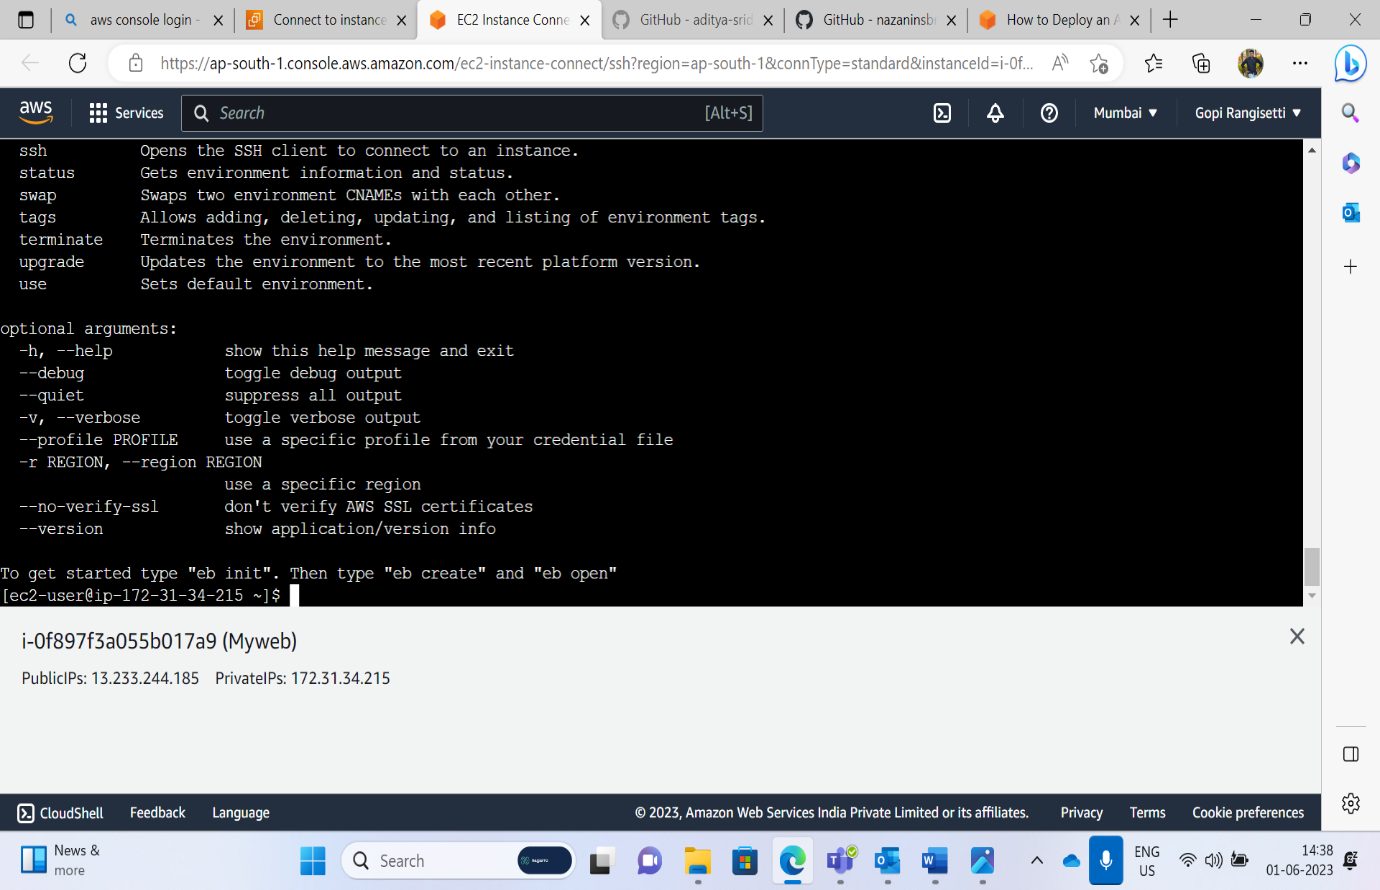 aws console login -
Connect to instance
EC2 Instance Conne
GitHub - aditya-srid
GitHub - nazaninsb
How to Deploy an A
https://ap-south-1.console.aws.amazon.com/ec2-instance-connect/ssh?region=ap-south-1&connType=standard&instanceId=i-0f...
aws
Services
Search
[Alt+S]
Mumbai ▼
Gopi Rangisetti ▼
ssh Opens the SSH client to connect to an instance.
status Gets environment information and status.
swap Swaps two environment CNAMEs with each other.
tags Allows adding, deleting, updating, and listing of environment tags.
terminate Terminates the environment.
upgrade Updates the environment to the most recent platform version.
use Sets default environment.
optional arguments:
-h, --help show this help message and exit
--debug toggle debug output
--quiet suppress all output
-v, --verbose toggle verbose output
--profile PROFILE use a specific profile from your credential file
-r REGION, --region REGION
use a specific region
--no-verify-ssl don't verify AWS SSL certificates
--version show application/version info
To get started type "eb init". Then type "eb create" and "eb open"
[ec2-user@ip-172-31-34-215 ~]$
i-0f897f3a055b017a9 (Myweb)
PublicIPs: 13.233.244.185 PrivateIPs: 172.31.34.215
CloudShell
Feedback
Language
© 2023, Amazon Web Services India Private Limited or its affiliates.
Privacy
Terms
Cookie preferences
News &
more
Search
ENG
US
14:38
01-06-2023